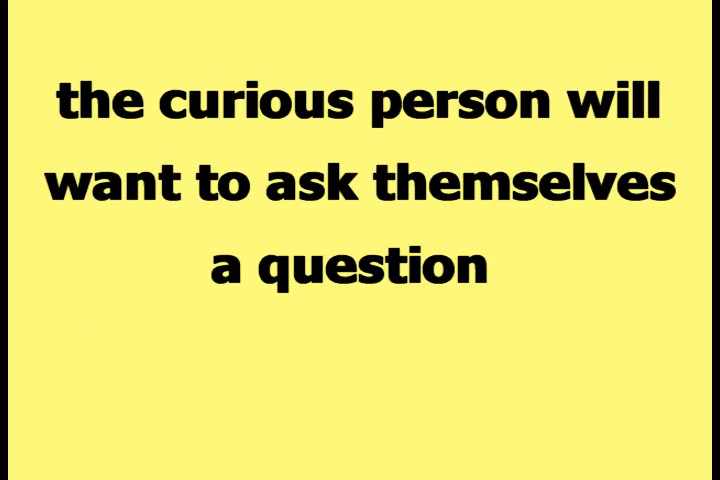 the curious person will
want to ask themselves
a question